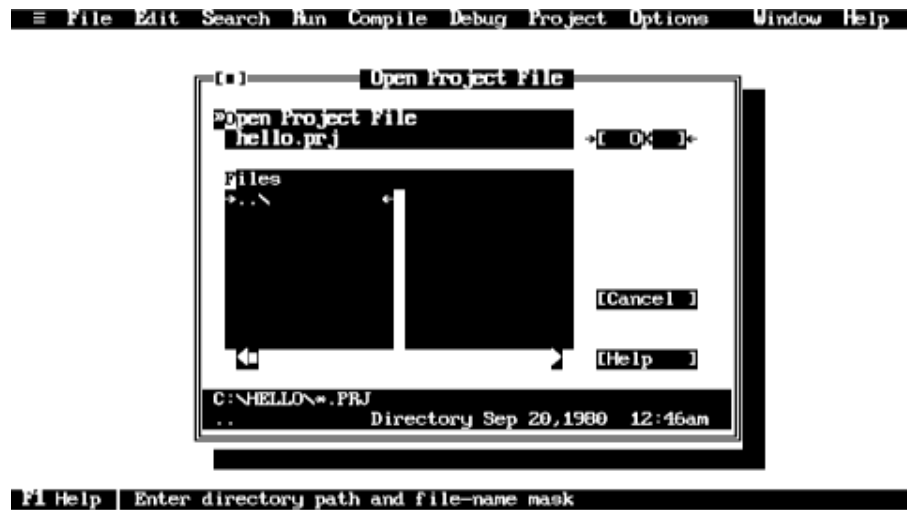 ≡ File Edit Search Run Compile Debug Project Options Window Help
[■] Open Project File
»Open Project File
hello.prj
→[ OK ]←
Files
→..\ ←
[Cancel ]
[Help ]
C:\HELLO\*.PRJ
.. Directory Sep 20,1980 12:46am
F1 Help | Enter directory path and file-name mask